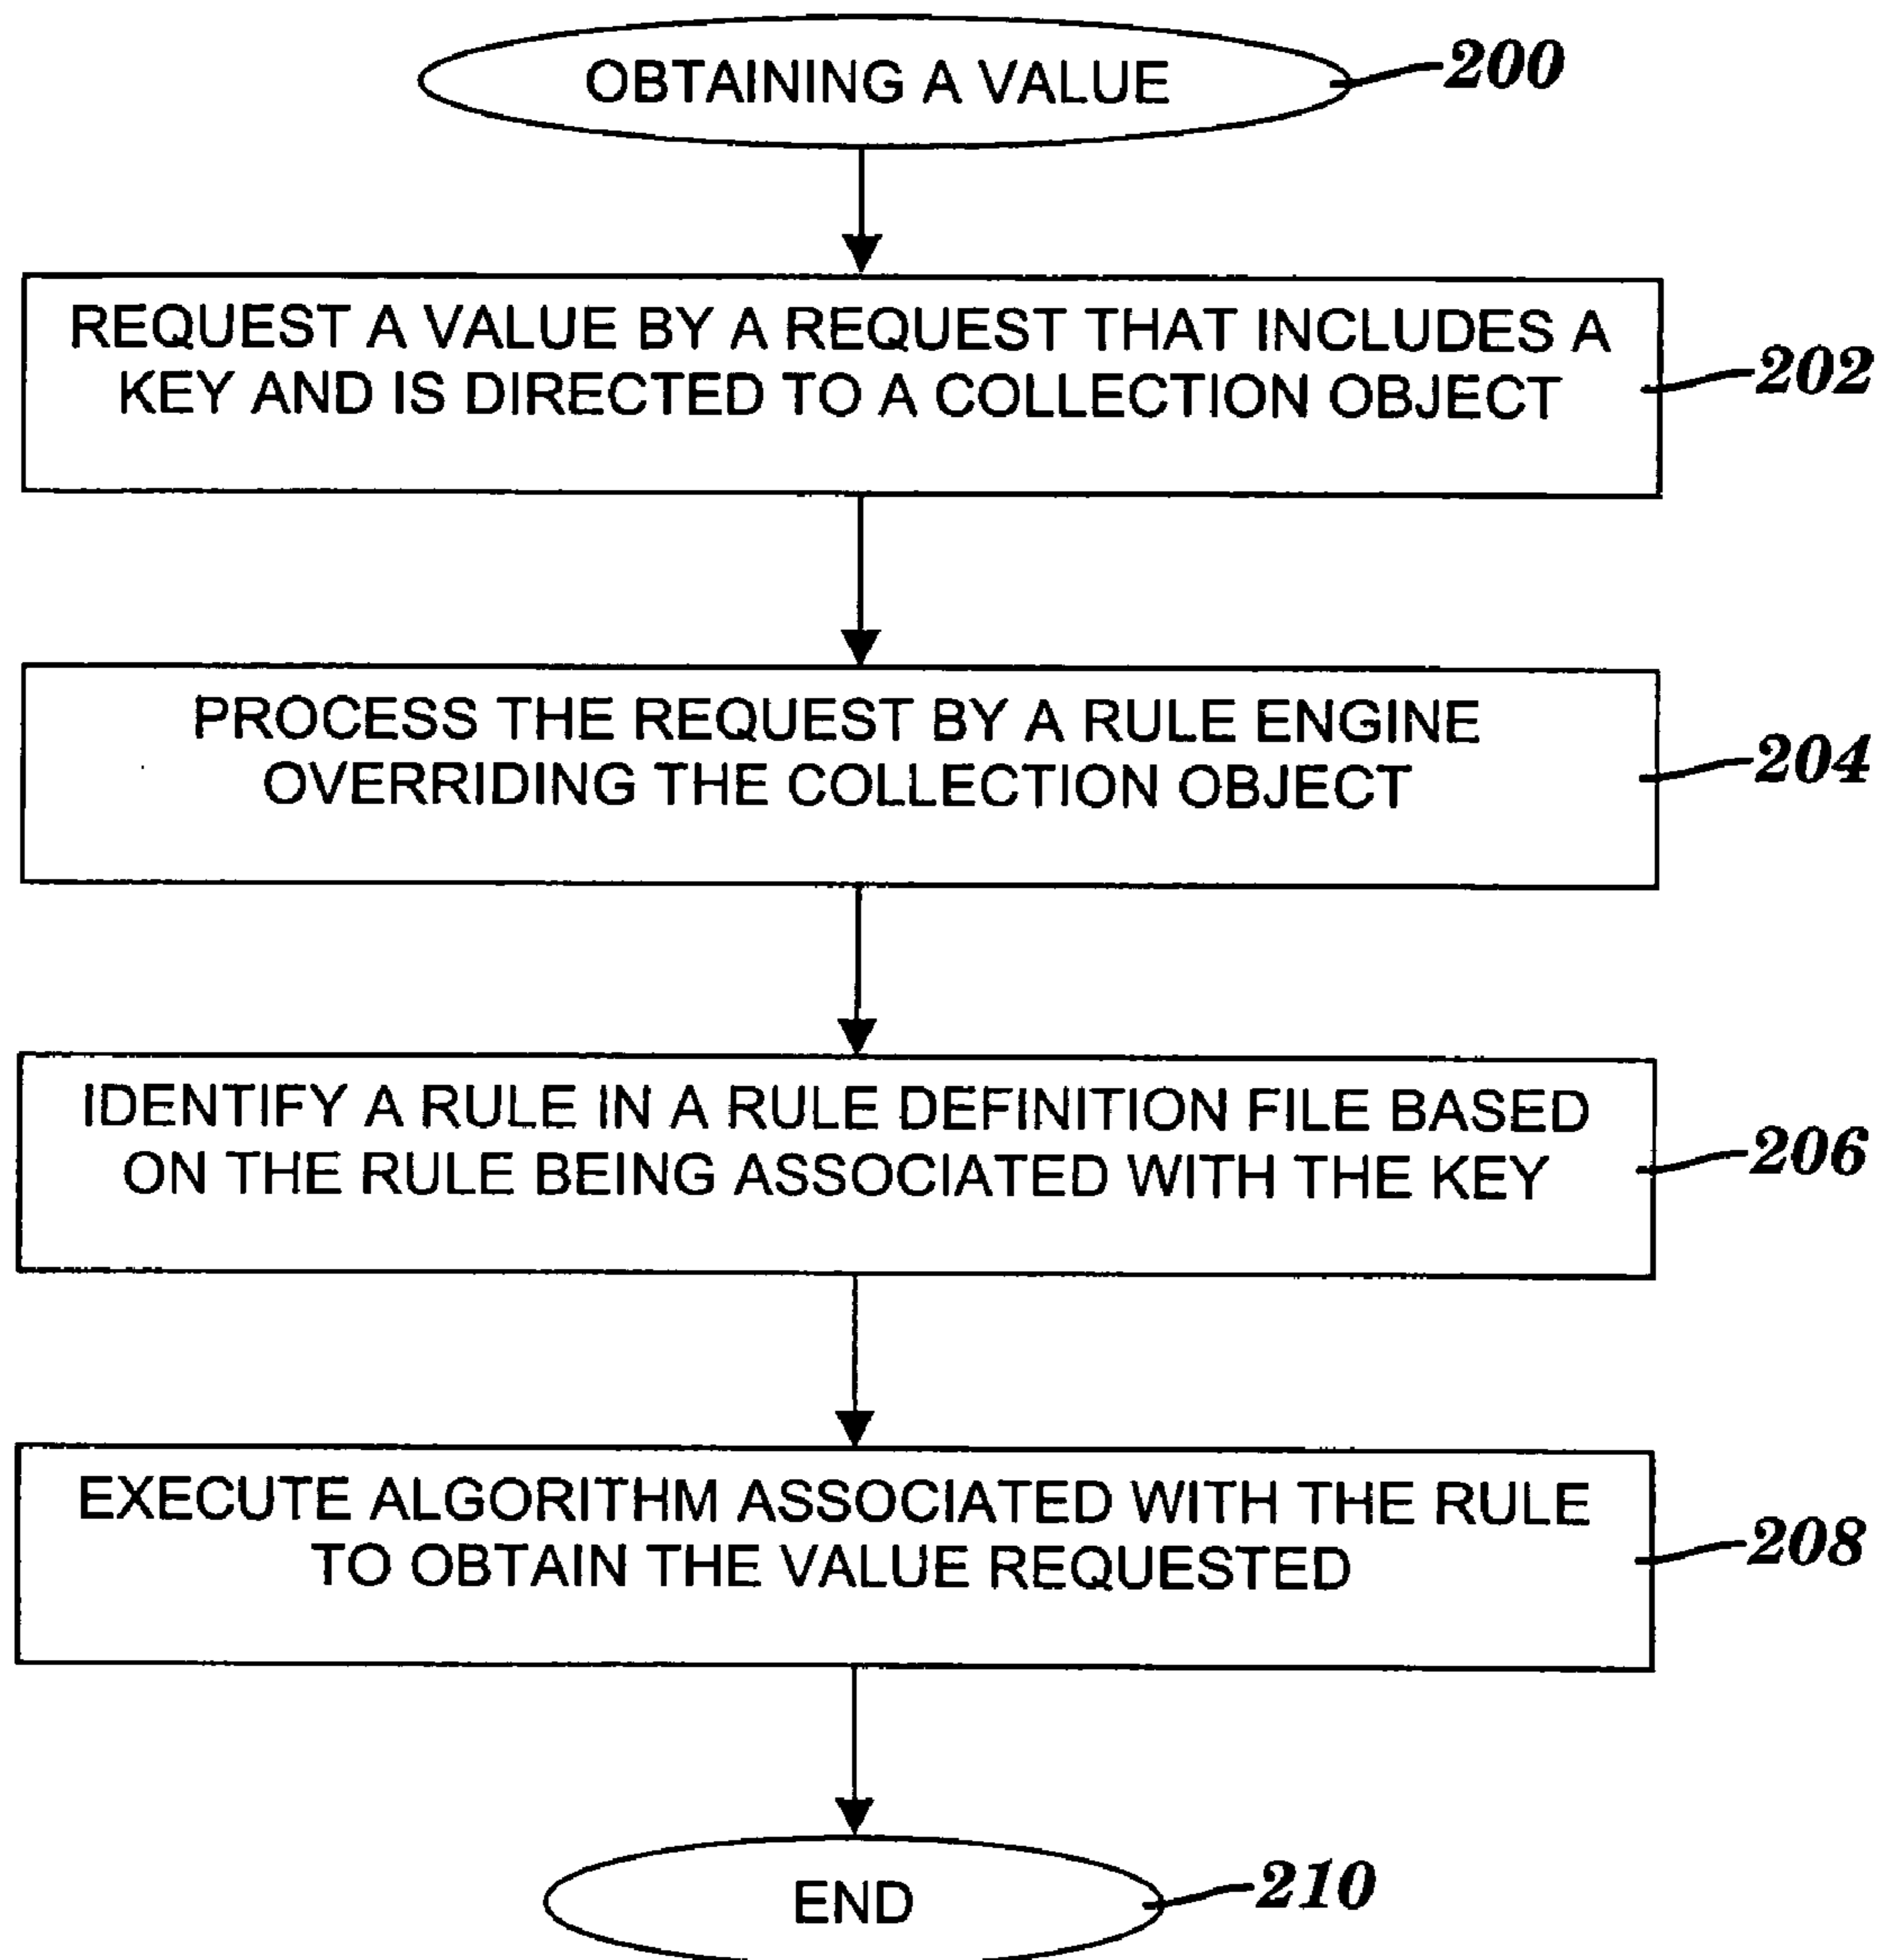 OBTAINING A VALUE
200
REQUEST A VALUE BY A REQUEST THAT INCLUDES A
KEY AND IS DIRECTED TO A COLLECTION OBJECT
202
PROCESS THE REQUEST BY A RULE ENGINE
OVERRIDING THE COLLECTION OBJECT
204
IDENTIFY A RULE IN A RULE DEFINITION FILE BASED
ON THE RULE BEING ASSOCIATED WITH THE KEY
206
EXECUTE ALGORITHM ASSOCIATED WITH THE RULE
TO OBTAIN THE VALUE REQUESTED
208
END
210